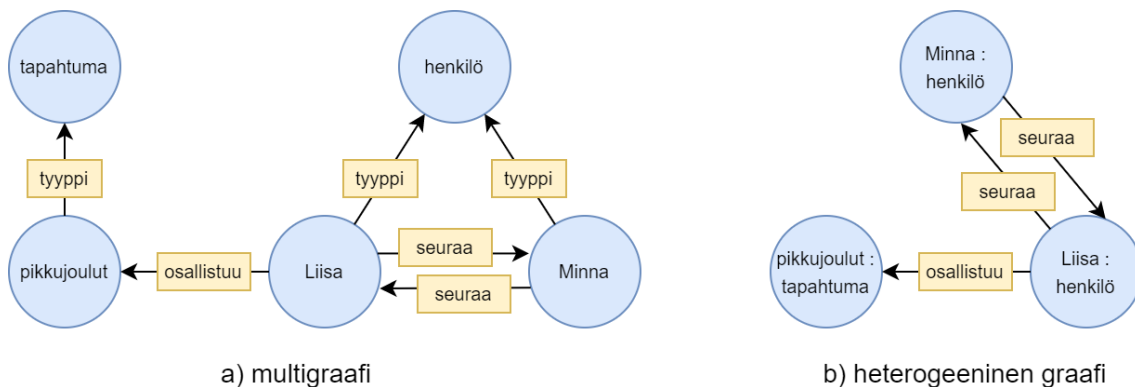 tapahtuma
henkilö
tyyppi
tyyppi
tyyppi
pikkujoulut
osallistuu
Liisa
seuraa
seuraa
Minna
a) multigraafi
Minna :
henkilö
seuraa
seuraa
pikkujoulut :
tapahtuma
osallistuu
Liisa :
henkilö
b) heterogeeninen graafi